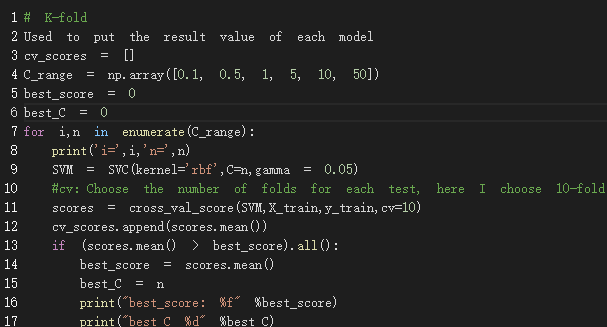 1 # K-fold
2 Used to put the result value of each model
3 cv_scores = []
4 C_range = np.array([0.1, 0.5, 1, 5, 10, 50])
5 best_score = 0
6 best_C = 0
7 for i,n in enumerate(C_range):
8     print('i=',i,'n=',n)
9     SVM = SVC(kernel='rbf',C=n,gamma = 0.05)
10     #cv: Choose the number of folds for each test, here I choose 10-fold
11     scores = cross_val_score(SVM,X_train,y_train,cv=10)
12     cv_scores.append(scores.mean())
13     if (scores.mean() > best_score).all():
14         best_score = scores.mean()
15         best_C = n
16         print("best_score: %f" %best_score)
17         print("best C %d" %best C)